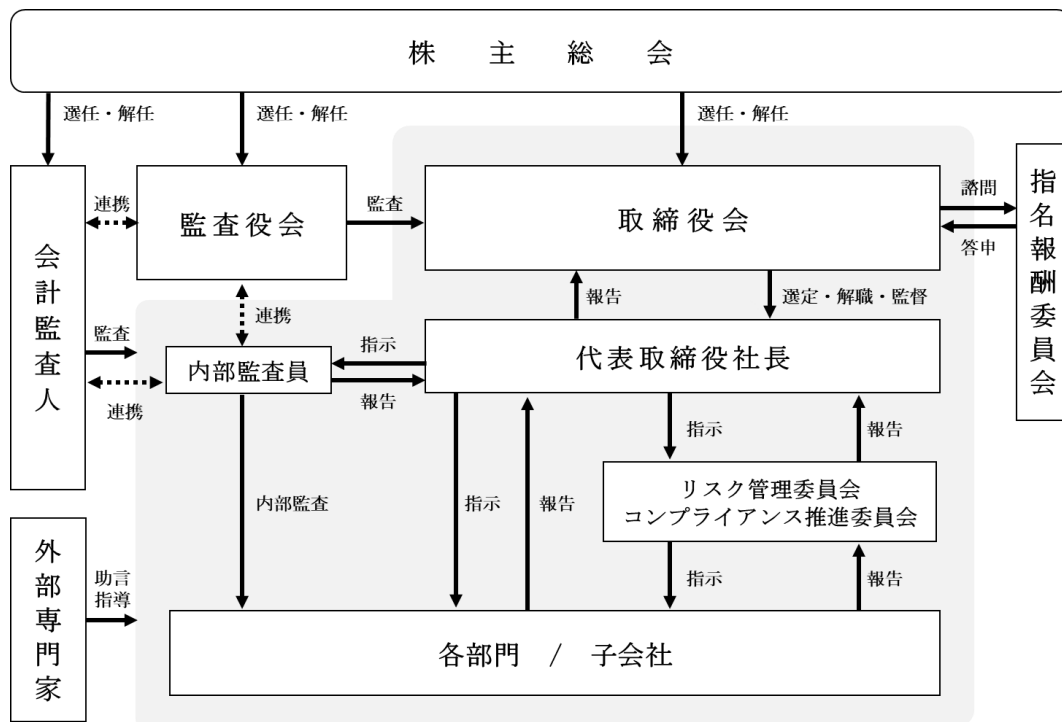 株主総会
選任・解任
選任・解任
選任・解任
会計監査人
連携
監査役会
監査
取締役会
諮問
答申
指名報酬委員会
連携
報告
選定・解職・監督
監査
連携
内部監査員
指示
報告
代表取締役社長
内部監査
指示
報告
指示
報告
リスク管理委員会
コンプライアンス推進委員会
指示
報告
外部専門家
助言
指導
各部門 / 子会社